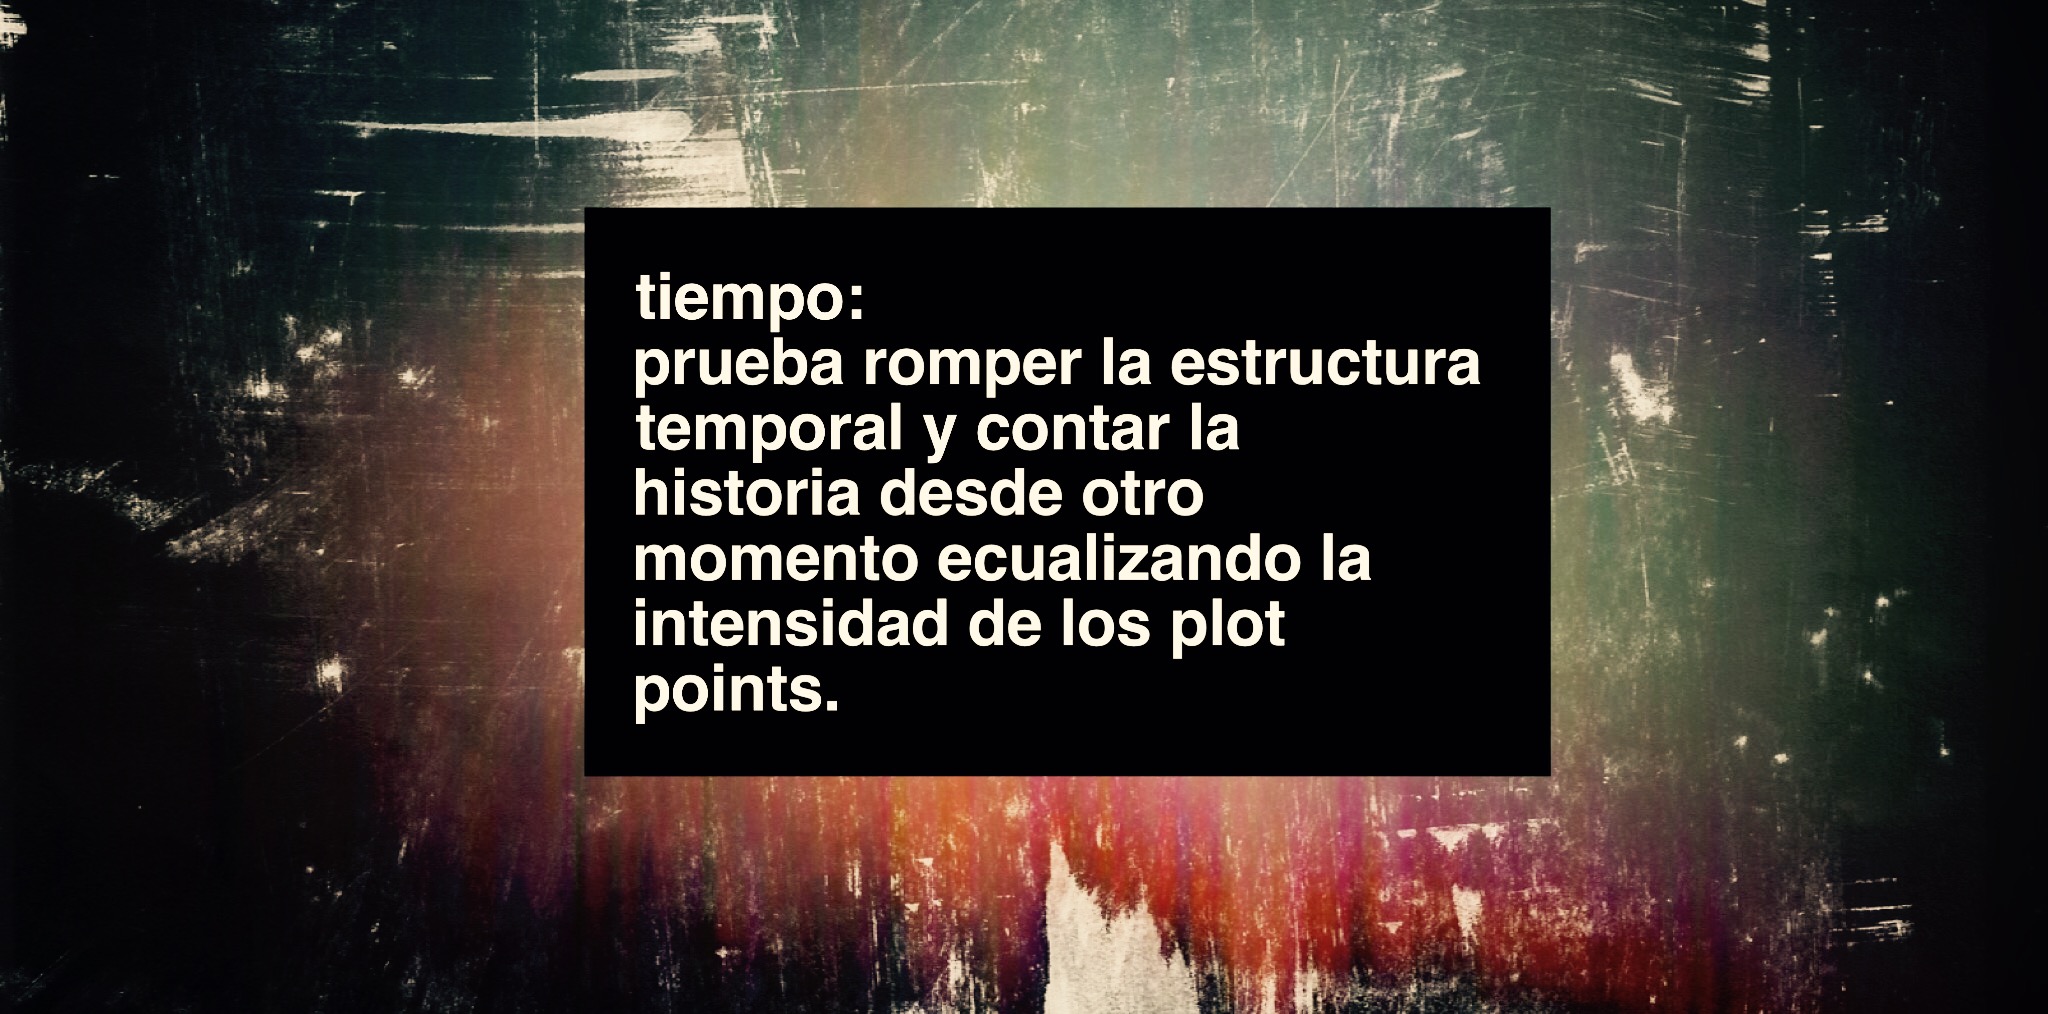 tiempo:
prueba romper la estructura
temporal y contar la
historia desde otro
momento ecualizando la
intensidad de los plot
points.